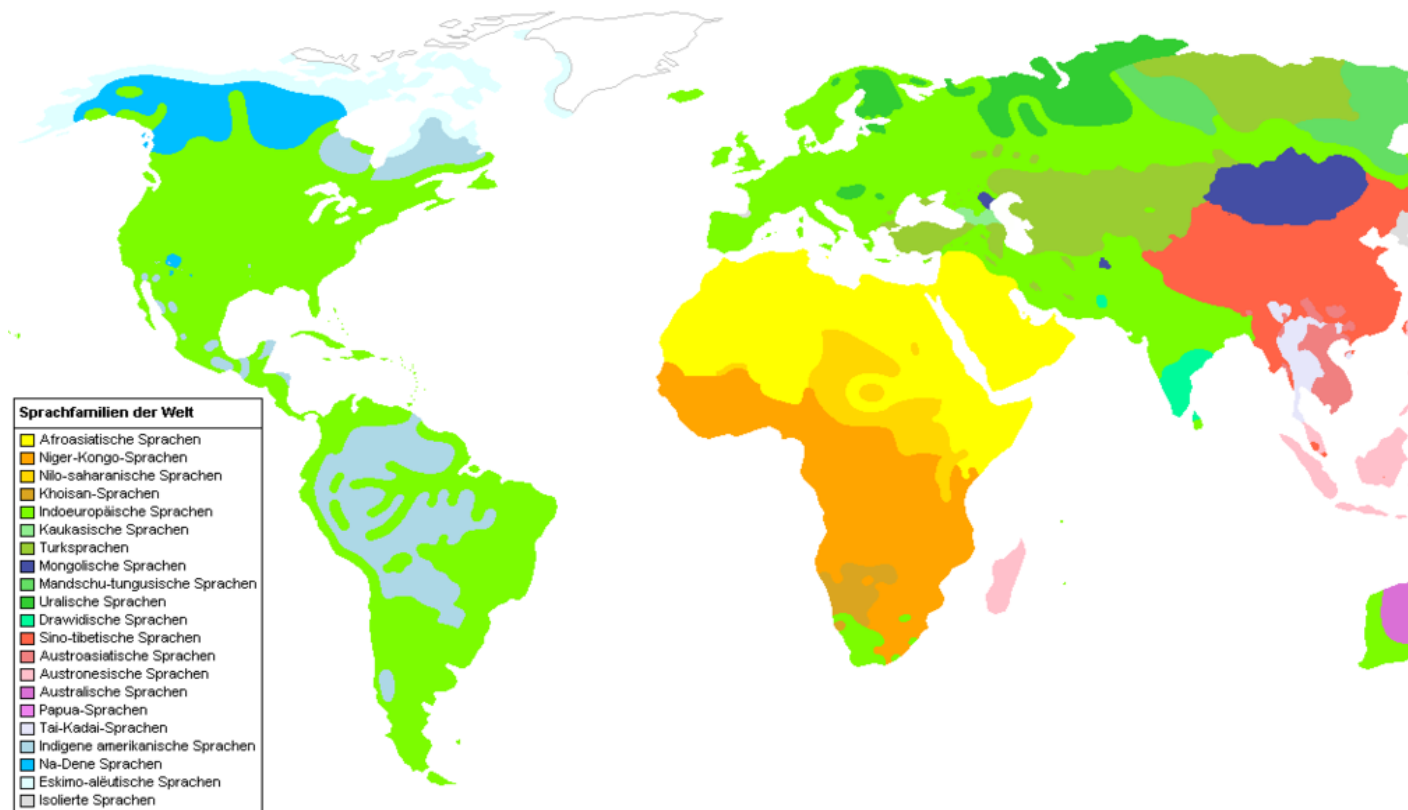 Sprachfamilien der Welt
Afroasiatische Sprachen
Niger-Kongo-Sprachen
Nilo-saharanische Sprachen
Khoisan-Sprachen
Indoeuropäische Sprachen
Kaukasische Sprachen
Turksprachen
Mongolische Sprachen
Mandschu-tungusische Sprachen
Uralische Sprachen
Drawidische Sprachen
Sino-tibetische Sprachen
Austroasiatische Sprachen
Austronesische Sprachen
Australische Sprachen
Papua-Sprachen
Tai-Kadai-Sprachen
Indigene amerikanische Sprachen
Na-Dene Sprachen
Eskimo-alëutische Sprachen
Isolierte Sprachen